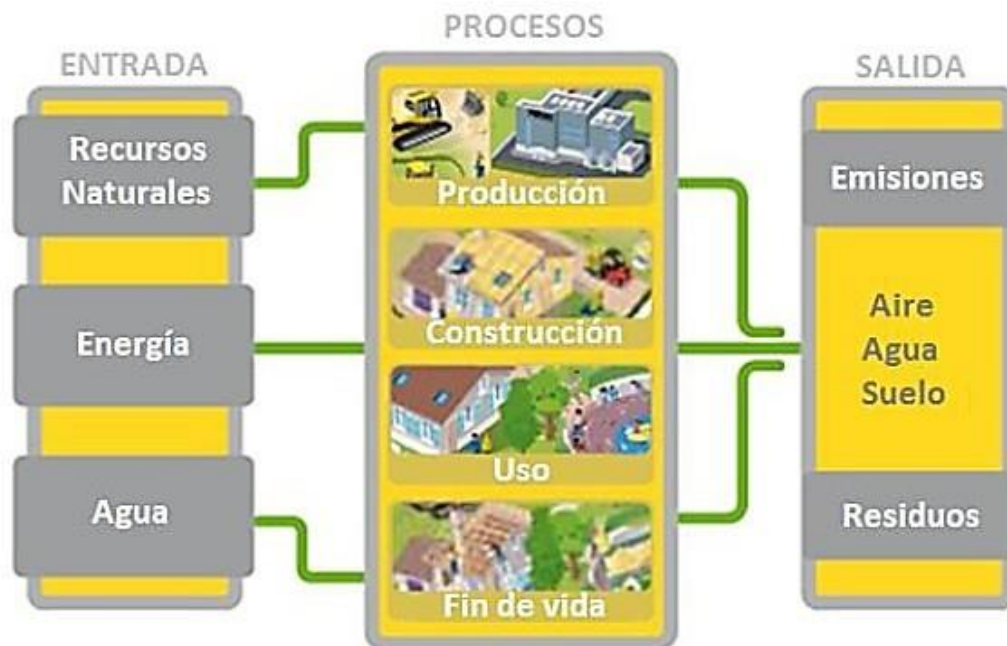 ENTRADA
Recursos
Naturales
Energía
Agua
PROCESOS
Producción
Construcción
Uso
Fin de vida
SALIDA
Emisiones
Aire
Agua
Suelo
Residuos